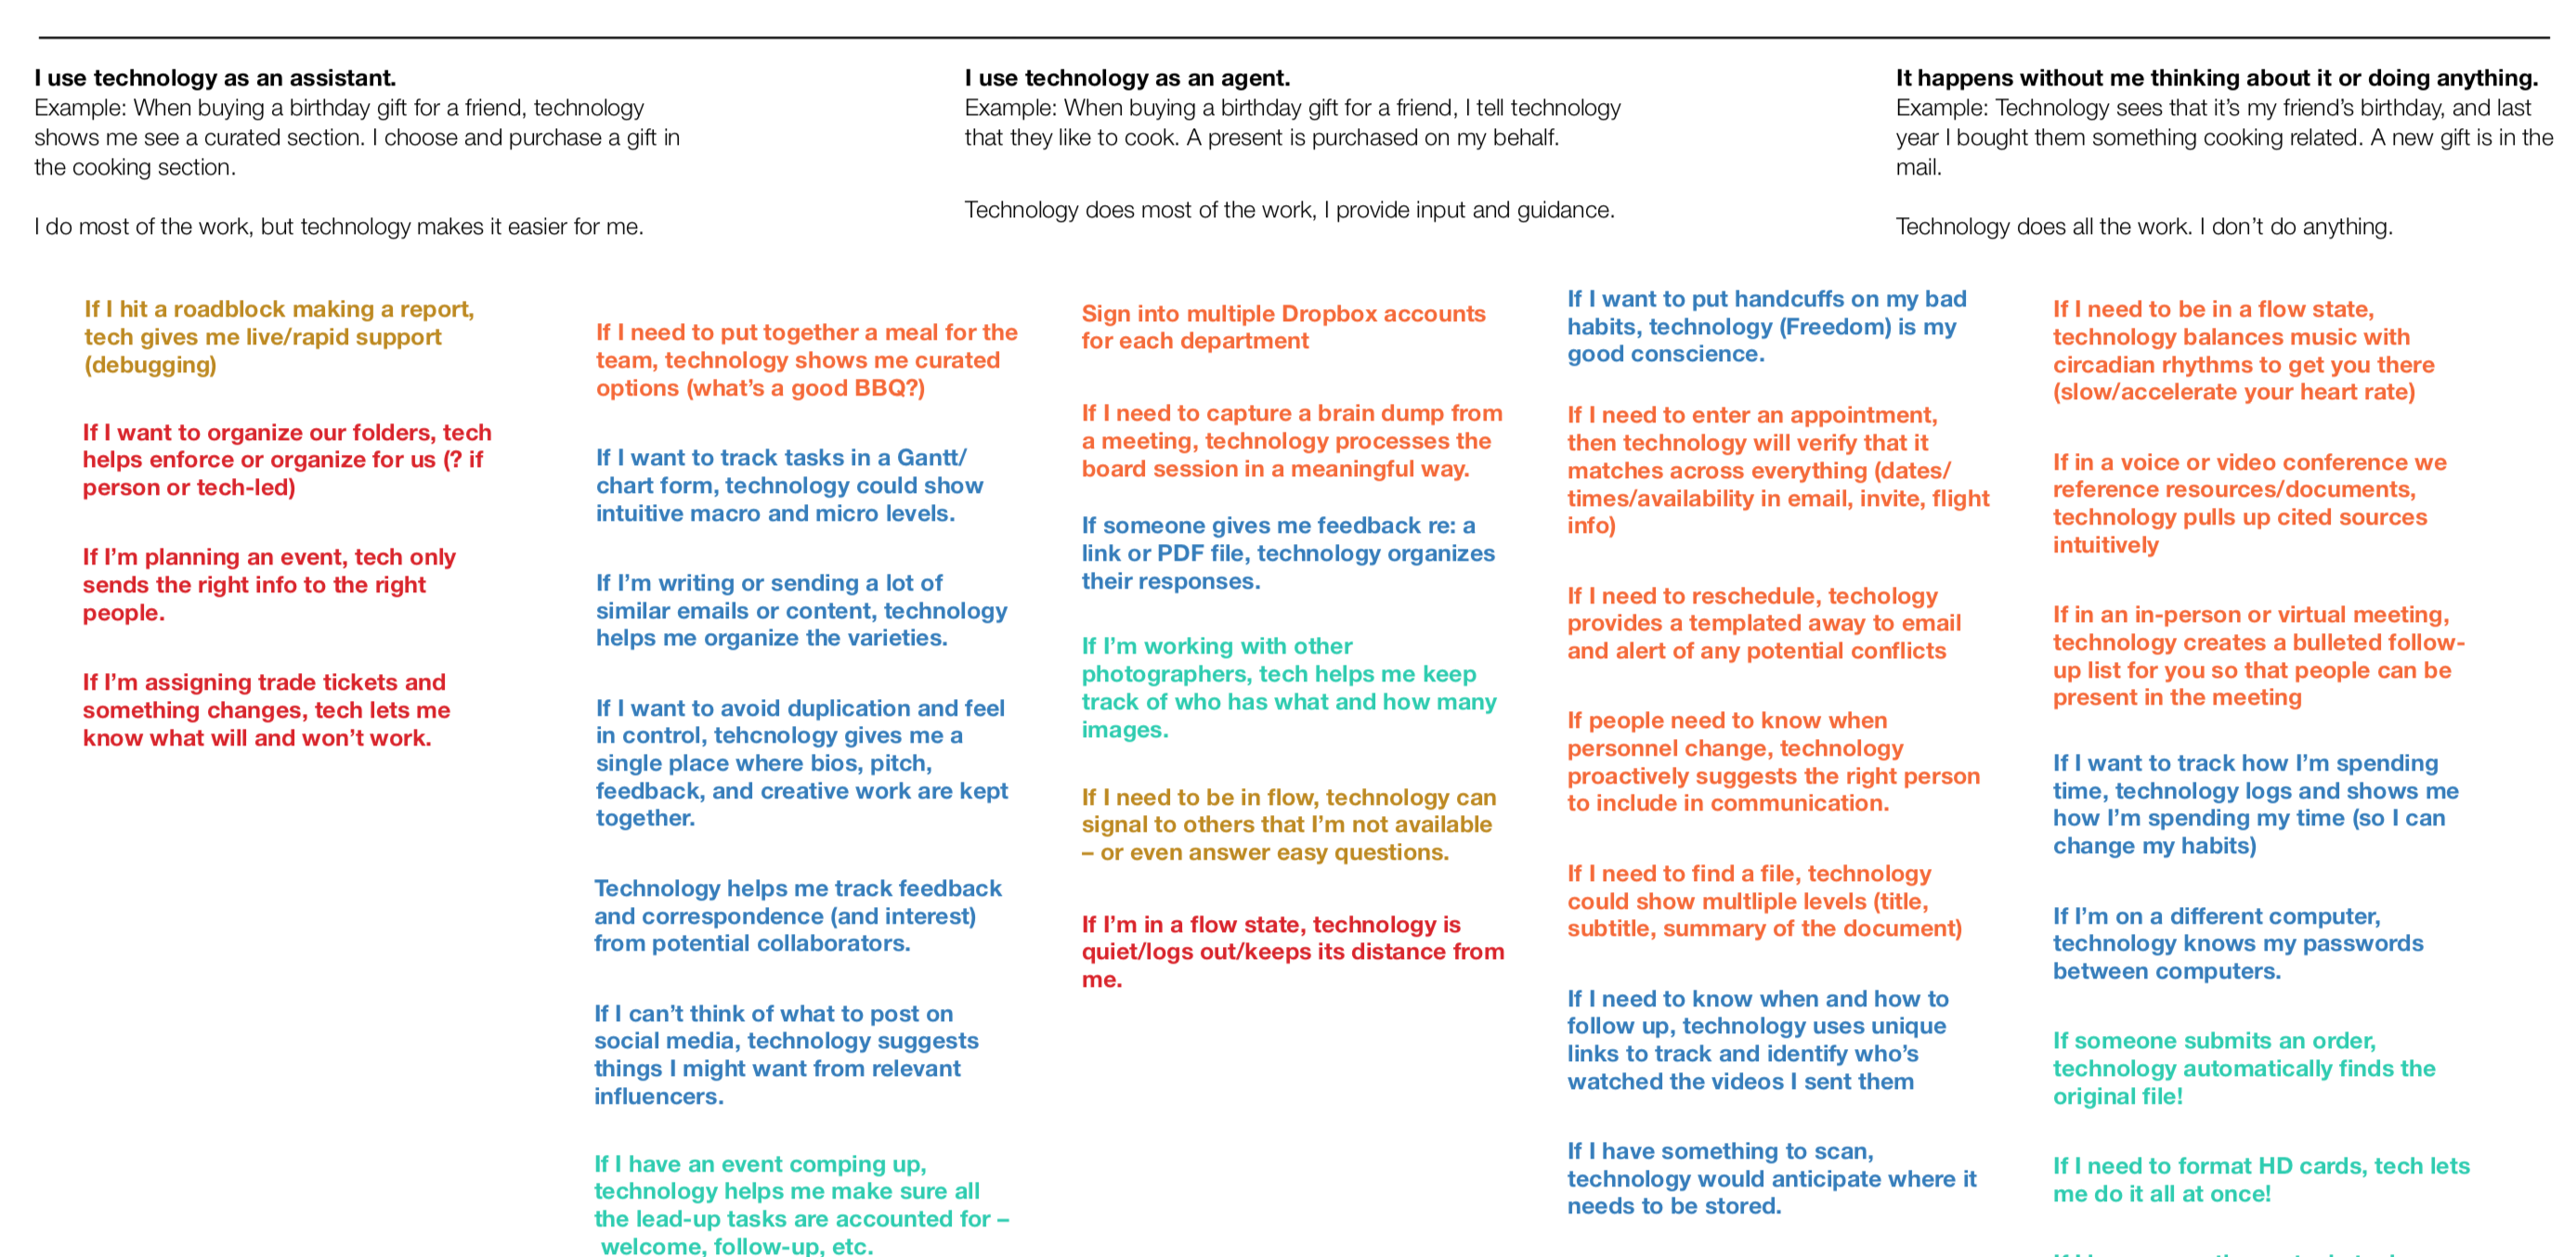 I use technology as an assistant.
Example: When buying a birthday gift for a friend, technology
shows me see a curated section. I choose and purchase a gift in
the cooking section.
I do most of the work, but technology makes it easier for me.
I use technology as an agent.
Example: When buying a birthday gift for a friend, I tell technology
that they like to cook. A present is purchased on my behalf.
Technology does most of the work, I provide input and guidance.
It happens without me thinking about it or doing anything.
Example: Technology sees that it’s my friend’s birthday, and last
year I bought them something cooking related. A new gift is in the
mail.
Technology does all the work. I don’t do anything.
If I hit a roadblock making a report,
tech gives me live/rapid support
(debugging)
If I want to organize our folders, tech
helps enforce or organize for us (? if
person or tech-led)
If I’m planning an event, tech only
sends the right info to the right
people.
If I’m assigning trade tickets and
something changes, tech lets me
know what will and won’t work.
If I need to put together a meal for the
team, technology shows me curated
options (what’s a good BBQ?)
If I want to track tasks in a Gantt/
chart form, technology could show
intuitive macro and micro levels.
If I’m writing or sending a lot of
similar emails or content, technology
helps me organize the varieties.
If I want to avoid duplication and feel
in control, tehcnology gives me a
single place where bios, pitch,
feedback, and creative work are kept
together.
Technology helps me track feedback
and correspondence (and interest)
from potential collaborators.
If I can’t think of what to post on
social media, technology suggests
things I might want from relevant
influencers.
If I have an event comping up,
technology helps me make sure all
the lead-up tasks are accounted for –
welcome, follow-up, etc.
Sign into multiple Dropbox accounts
for each department
If I need to capture a brain dump from
a meeting, technology processes the
board session in a meaningful way.
If someone gives me feedback re: a
link or PDF file, technology organizes
their responses.
If I’m working with other
photographers, tech helps me keep
track of who has what and how many
images.
If I need to be in flow, technology can
signal to others that I’m not available
– or even answer easy questions.
If I’m in a flow state, technology is
quiet/logs out/keeps its distance from
me.
If I want to put handcuffs on my bad
habits, technology (Freedom) is my
good conscience.
If I need to enter an appointment,
then technology will verify that it
matches across everything (dates/
times/availability in email, invite, flight
info)
If I need to reschedule, techology
provides a templated away to email
and alert of any potential conflicts
If people need to know when
personnel change, technology
proactively suggests the right person
to include in communication.
If I need to find a file, technology
could show multliple levels (title,
subtitle, summary of the document)
If I need to know when and how to
follow up, technology uses unique
links to track and identify who’s
watched the videos I sent them
If I have something to scan,
technology would anticipate where it
needs to be stored.
If I need to be in a flow state,
technology balances music with
circadian rhythms to get you there
(slow/accelerate your heart rate)
If in a voice or video conference we
reference resources/documents,
technology pulls up cited sources
intuitively
If in an in-person or virtual meeting,
technology creates a bulleted follow-
up list for you so that people can be
present in the meeting
If I want to track how I’m spending
time, technology logs and shows me
how I’m spending my time (so I can
change my habits)
If I’m on a different computer,
technology knows my passwords
between computers.
If someone submits an order,
technology automatically finds the
original file!
If I need to format HD cards, tech lets
me do it all at once!